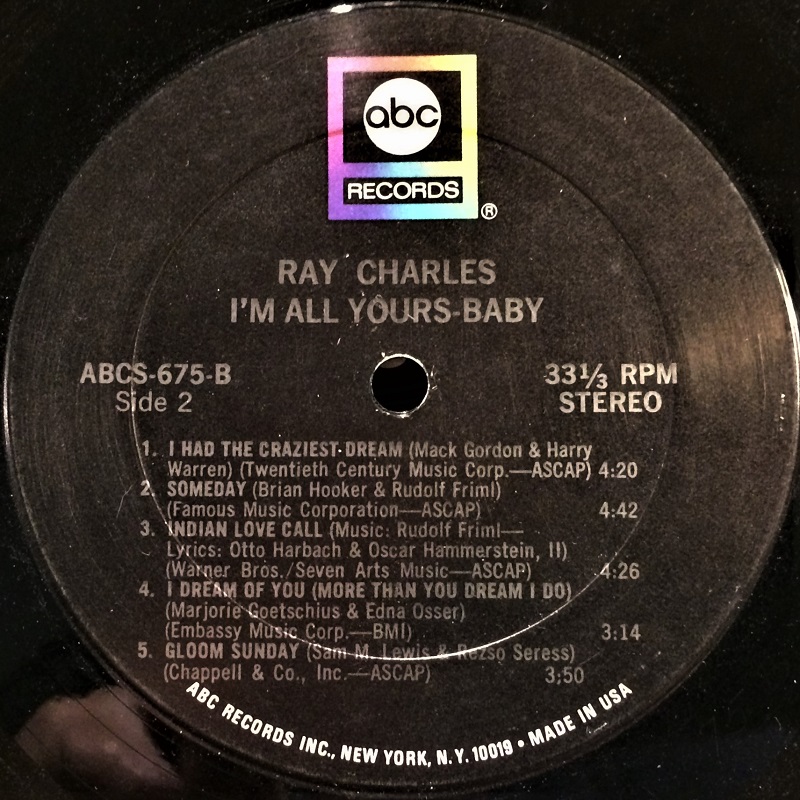 abc
RECORDS
®
RAY CHARLES
I'M ALL YOURS-BABY
ABCS-675-B
Side 2
33⅓ RPM
STEREO
1. I HAD THE CRAZIEST DREAM (Mack Gordon & Harry
Warren) (Twentieth Century Music Corp.—ASCAP) 4:20
2. SOMEDAY (Brian Hooker & Rudolf Friml)
(Famous Music Corporation—ASCAP) 4:42
3. INDIAN LOVE CALL (Music: Rudolf Friml—
Lyrics: Otto Harbach & Oscar Hammerstein, II)
(Warner Bros./Seven Arts Music—ASCAP) 4:26
4. I DREAM OF YOU (MORE THAN YOU DREAM I DO)
(Marjorie Goetschius & Edna Osser)
(Embassy Music Corp.—BMI) 3:14
5. GLOOM SUNDAY (Sam M. Lewis & Rezso Seress)
(Chappell & Co., Inc.—ASCAP) 3;50
ABC RECORDS INC., NEW YORK, N.Y. 10019 • MADE IN USA